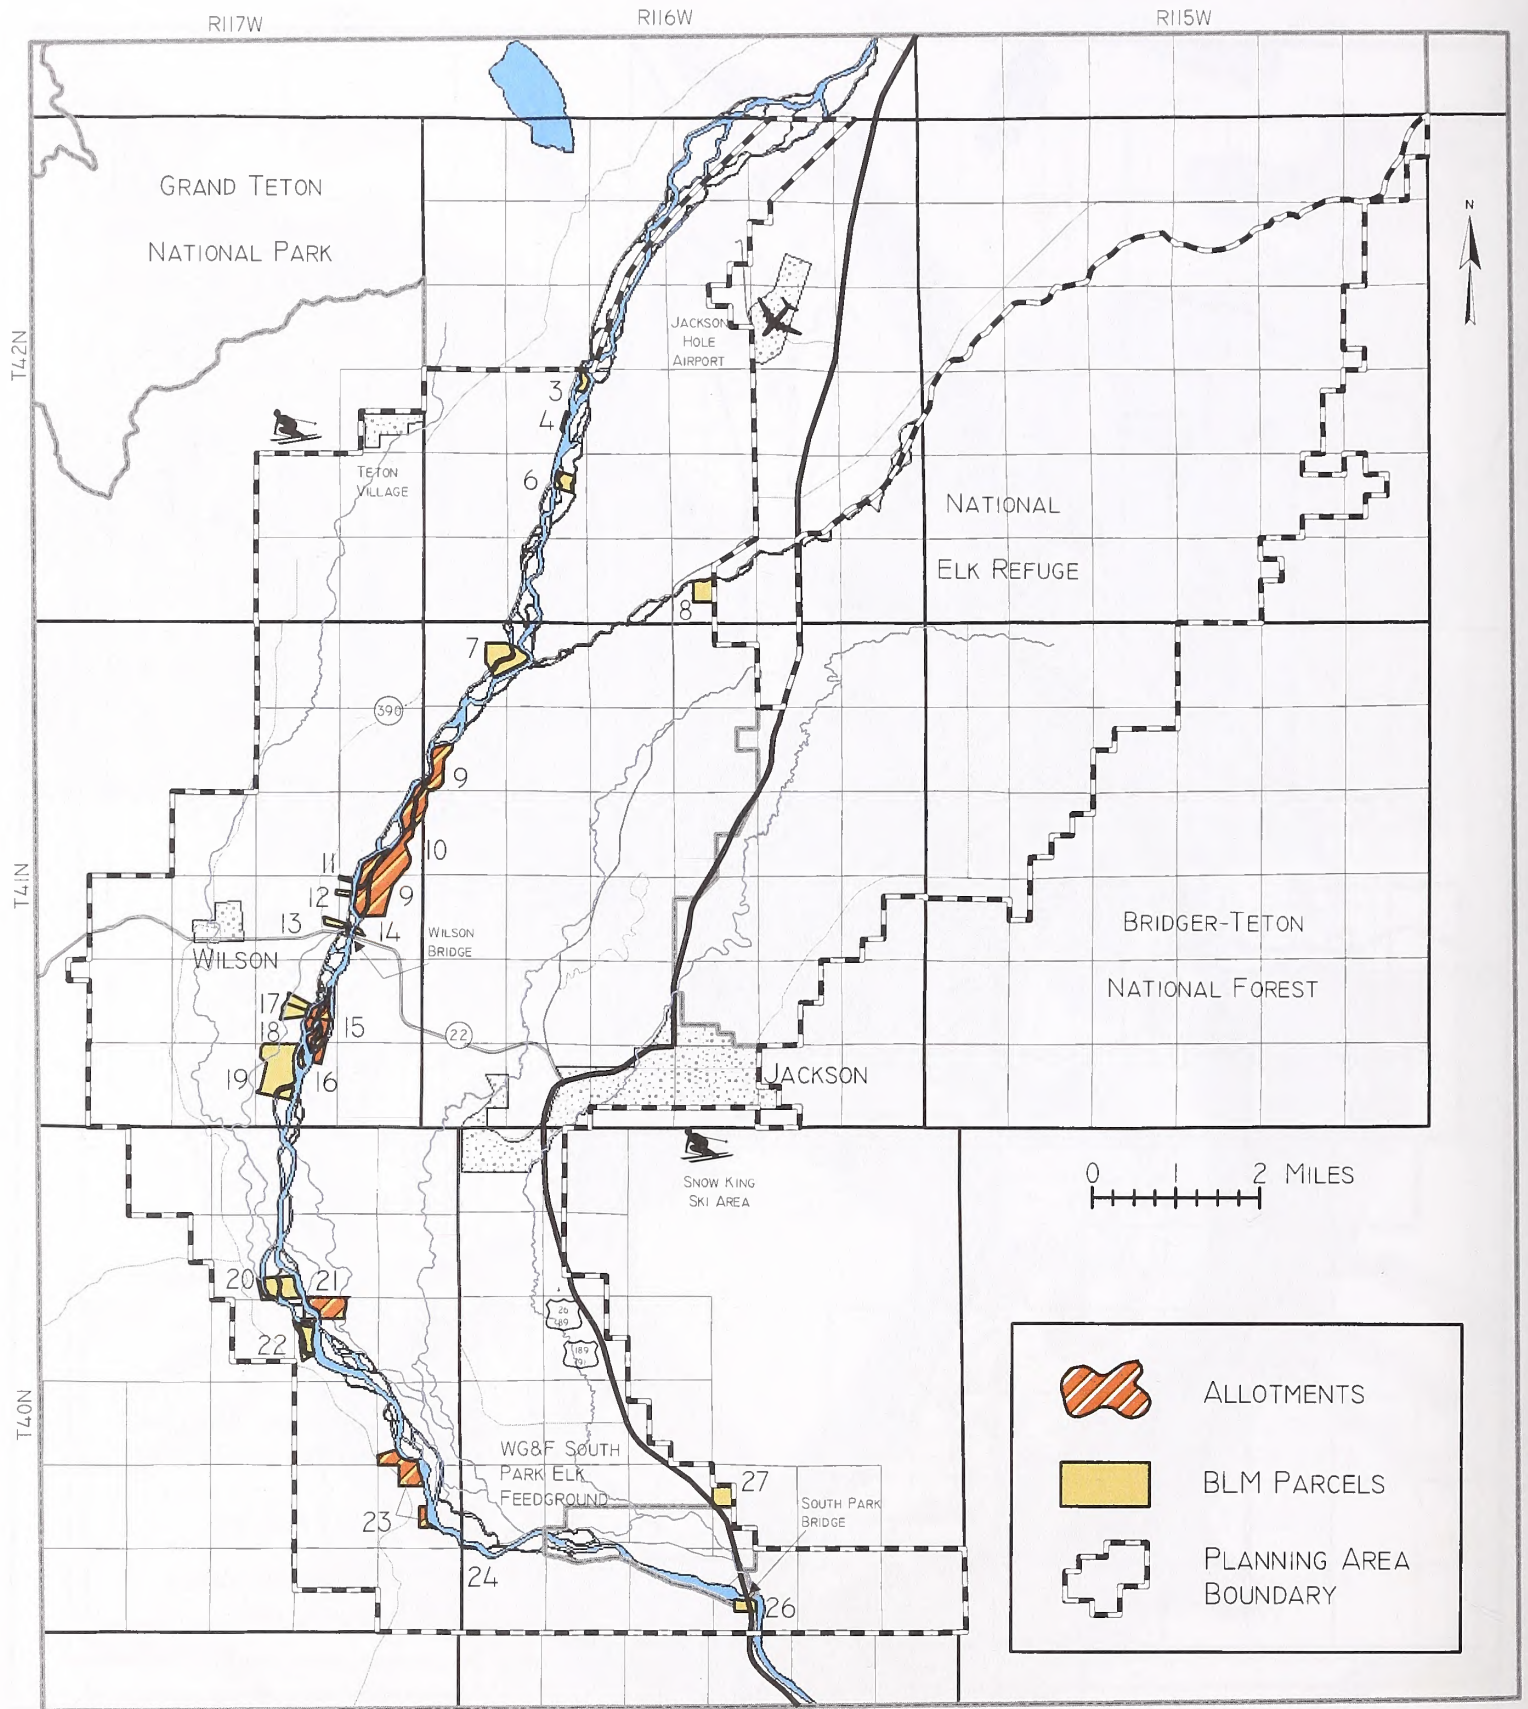 R117W
R116W
R115W
GRAND TETON
NATIONAL PARK
N
T42N
JACKSON
HOLE
AIRPORT
3
4
TETON
VILLAGE
6
NATIONAL
ELK REFUGE
8
7
390
9
10
11
12
9
13
14
T41N
WILSON
BRIDGE
WILSON
BRIDGER-TETON
NATIONAL FOREST
17
15
18
22
19
16
JACKSON
SNOW KING
SKI AREA
0 1 2 MILES
20
21
26
89
22
189
191
ALLOTMENTS
T40N
WG&F SOUTH
PARK ELK
FEEDGROUND
27
BLM PARCELS
SOUTH PARK
BRIDGE
23
24
PLANNING AREA
BOUNDARY
26